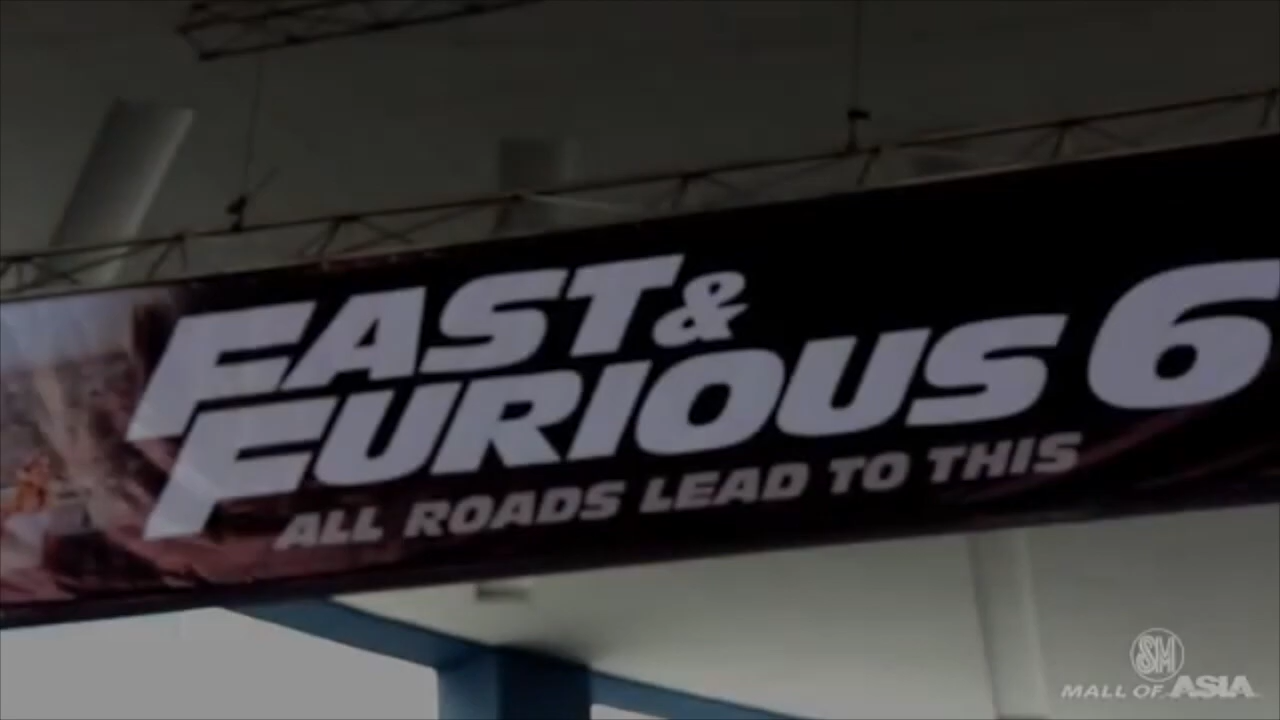 FAST &
FURIOUS 6
ALL ROADS LEAD TO THIS
SM
MALL OF ASIA